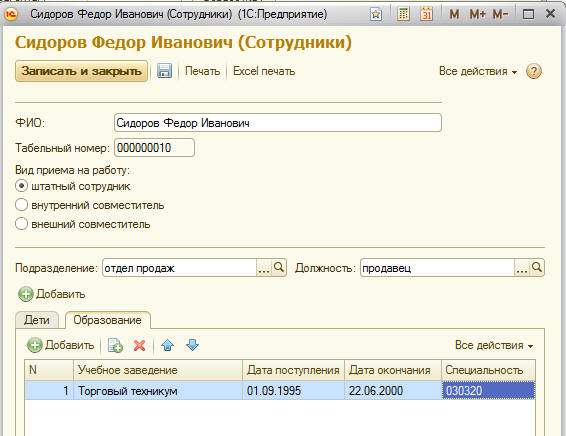 Сидоров Федор Иванович (Сотрудники) (1С:Предприятие)
M M+ M-
31
Сидоров Федор Иванович (Сотрудники)
Записать и закрыть Печать Excel печать Все действия ?
ФИО: Сидоров Федор Иванович
Табельный номер: 000000010
Вид приема на работу:
штатный сотрудник
внутренний совместитель
внешний совместитель
Подразделение: отдел продаж ... Должность: продавец ...
Добавить
Дети Образование
Добавить Все действия
N Учебное заведение Дата поступления Дата окончания Специальность
1 Торговый техникум 01.09.1995 22.06.2000 030320